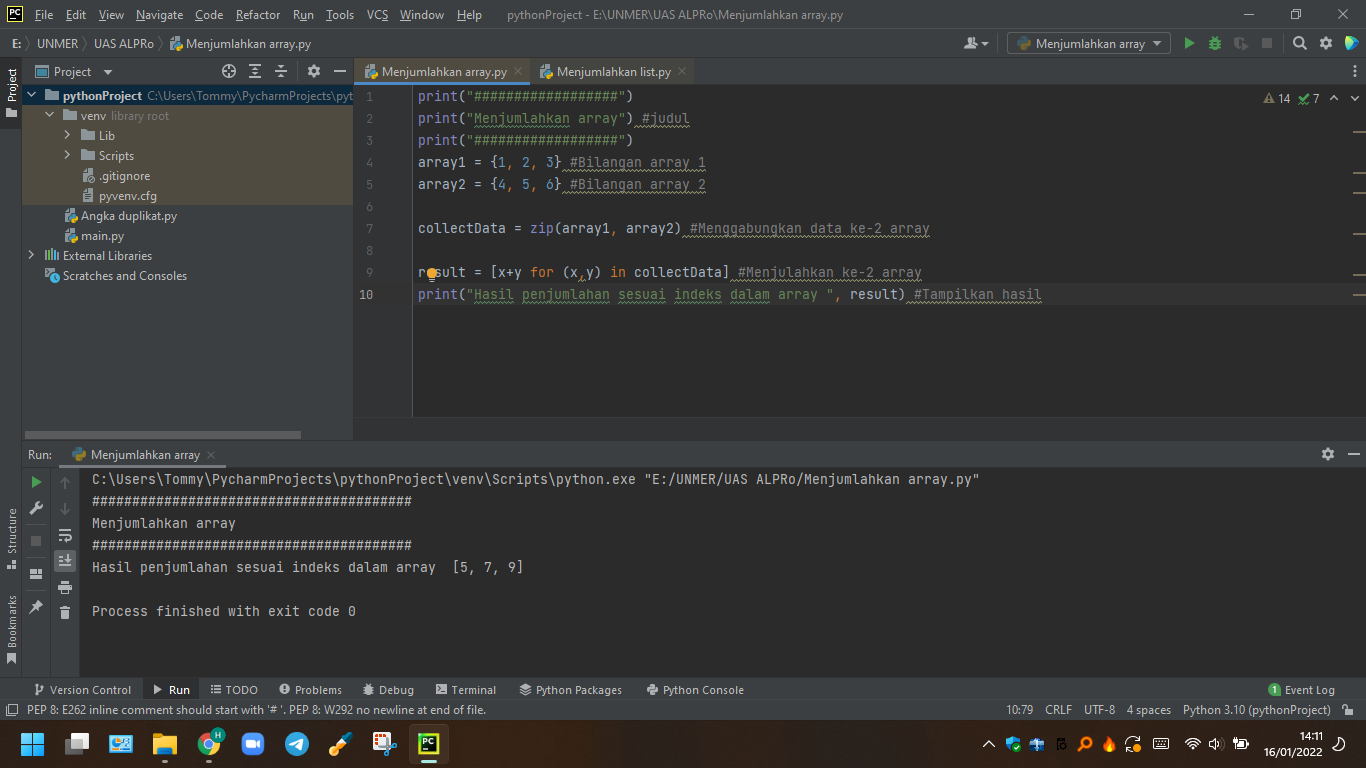 File Edit View Navigate Code Refactor Run Tools VCS Window Help pythonProject - E:\UNMER\UAS ALPRo\Menjumlahkan array.py
E: UNMER UAS ALPRo Menjumlahkan array.py Menjumlahkan array
Project
Project
Menjumlahkan array.py Menjumlahkan list.py
pythonProject C:\Users\Tommy\PycharmProjects\pyt
venv library root
Lib
Scripts
.gitignore
pyvenv.cfg
Angka duplikat.py
main.py
External Libraries
Scratches and Consoles
14 7
1 print("##################")
2 print("Menjumlahkan array") #judul
3 print("##################")
4 array1 = {1, 2, 3} #Bilangan array 1
5 array2 = {4, 5, 6} #Bilangan array 2
6
7 collectData = zip(array1, array2) #Menggabungkan data ke-2 array
8
9 result = [x+y for (x,y) in collectData] #Menjulahkan ke-2 array
10 print("Hasil penjumlahan sesuai indeks dalam array ", result) #Tampilkan hasil
Run: Menjumlahkan array
C:\Users\Tommy\PycharmProjects\pythonProject\venv\Scripts\python.exe "E:/UNMER/UAS ALPRo/Menjumlahkan array.py"
########################################
Menjumlahkan array
########################################
Hasil penjumlahan sesuai indeks dalam array  [5, 7, 9]
Process finished with exit code 0
Structure
Bookmarks
Version Control Run TODO Problems Debug Terminal Python Packages Python Console 1 Event Log
PEP 8: E262 inline comment should start with '# '. PEP 8: W292 no newline at end of file. 10:79 CRLF UTF-8 4 spaces Python 3.10 (pythonProject)
H
PC
14:11
16/01/2022